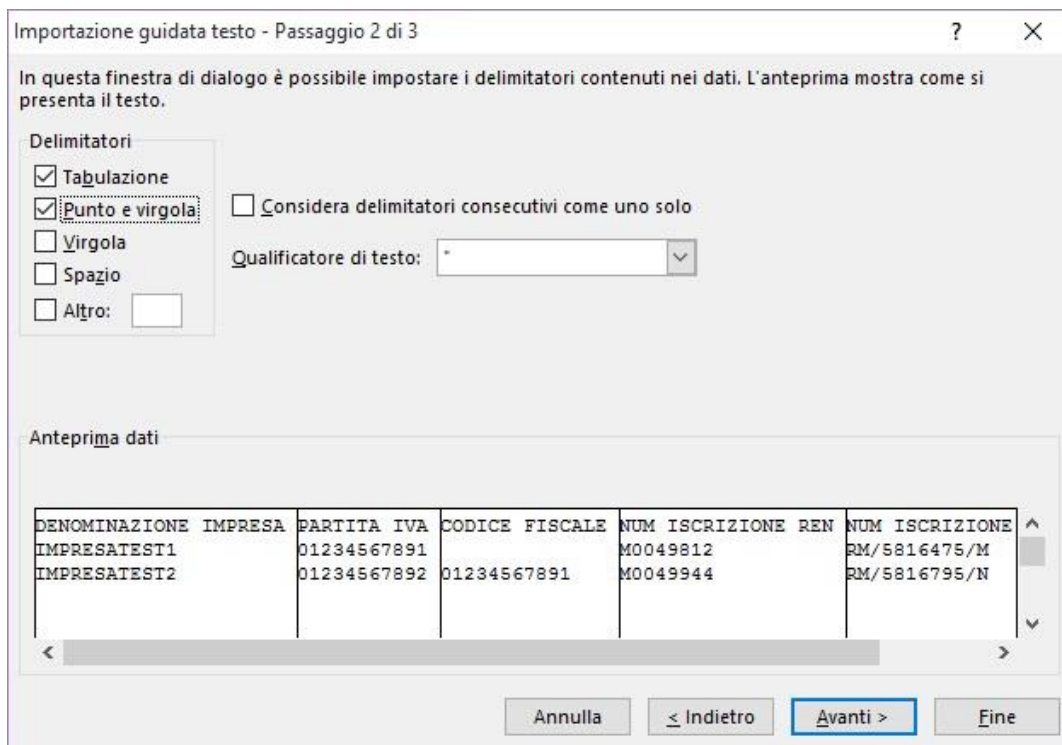 Importazione guidata testo - Passaggio 2 di 3
?
In questa finestra di dialogo è possibile impostare i delimitatori contenuti nei dati. L'anteprima mostra come si
presenta il testo.
Delimitatori
Tabulazione
Punto e virgola
Considera delimitatori consecutivi come uno solo
Virgola
Qualificatore di testo: "
Spazio
Altro:
Anteprima dati
DENOMINAZIONE IMPRESA PARTITA IVA CODICE FISCALE NUM ISCRIZIONE REN NUM ISCRIZIONE
IMPRESATEST1 01234567891 M0049812 RM/5816475/M
IMPRESATEST2 01234567892 01234567891 M0049944 RM/5816795/N
Annulla < Indietro Avanti > Fine